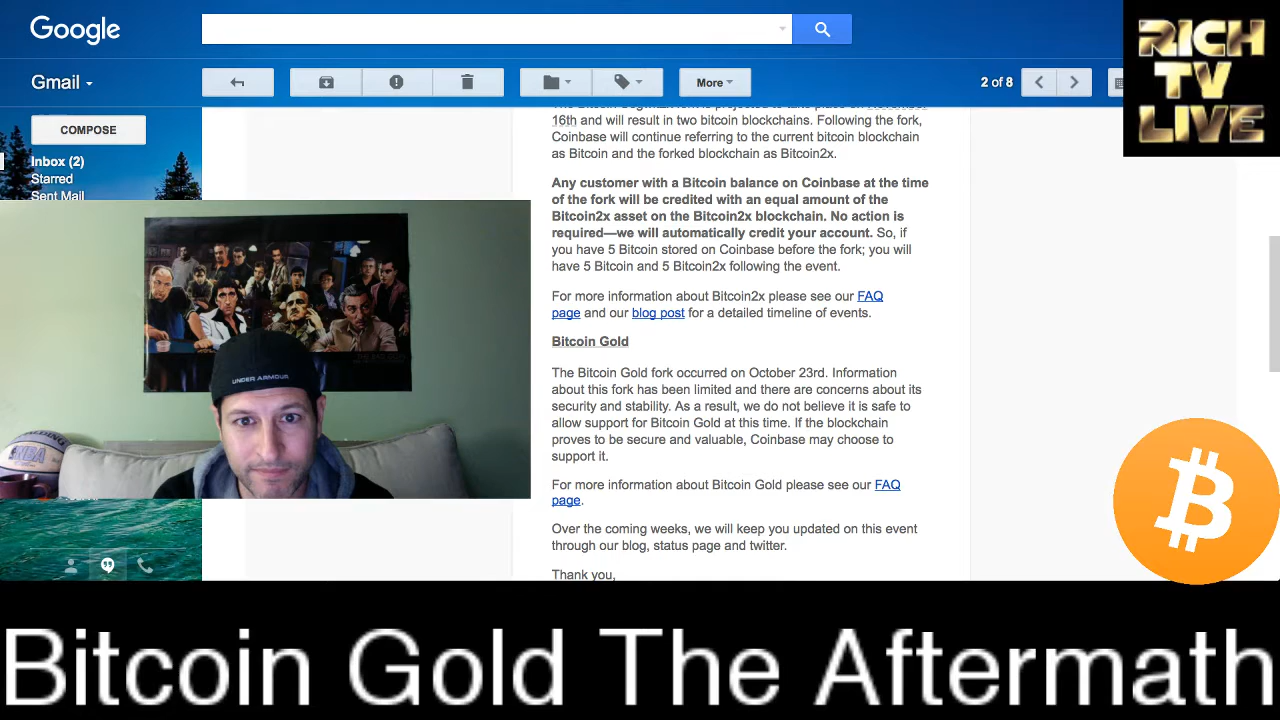 Google
RICH
TV
LIVE
Gmail
More
2 of 8
COMPOSE
Inbox (2)
Starred
Sent Mail
16th and will result in two bitcoin blockchains. Following the fork,
Coinbase will continue referring to the current bitcoin blockchain
as Bitcoin and the forked blockchain as Bitcoin2x.
Any customer with a Bitcoin balance on Coinbase at the time
of the fork will be credited with an equal amount of the
Bitcoin2x asset on the Bitcoin2x blockchain. No action is
required—we will automatically credit your account. So, if
you have 5 Bitcoin stored on Coinbase before the fork; you will
have 5 Bitcoin and 5 Bitcoin2x following the event.
For more information about Bitcoin2x please see our FAQ
page and our blog post for a detailed timeline of events.
Bitcoin Gold
The Bitcoin Gold fork occurred on October 23rd. Information
about this fork has been limited and there are concerns about its
security and stability. As a result, we do not believe it is safe to
allow support for Bitcoin Gold at this time. If the blockchain
proves to be secure and valuable, Coinbase may choose to
support it.
For more information about Bitcoin Gold please see our FAQ
page.
Over the coming weeks, we will keep you updated on this event
through our blog, status page and twitter.
Thank you,
UNDER ARMOUR
NBA
Bitcoin Gold The Aftermath